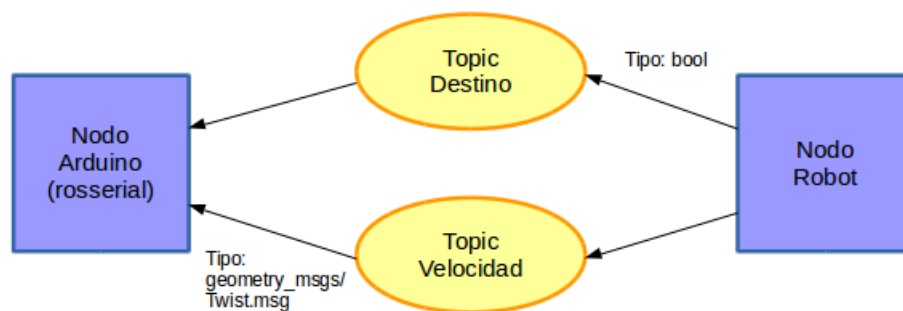 Nodo
Arduino
(rosserial)
Topic
Destino
Tipo: bool
Nodo
Robot
Topic
Velocidad
Tipo:
geometry_msgs/
Twist.msg